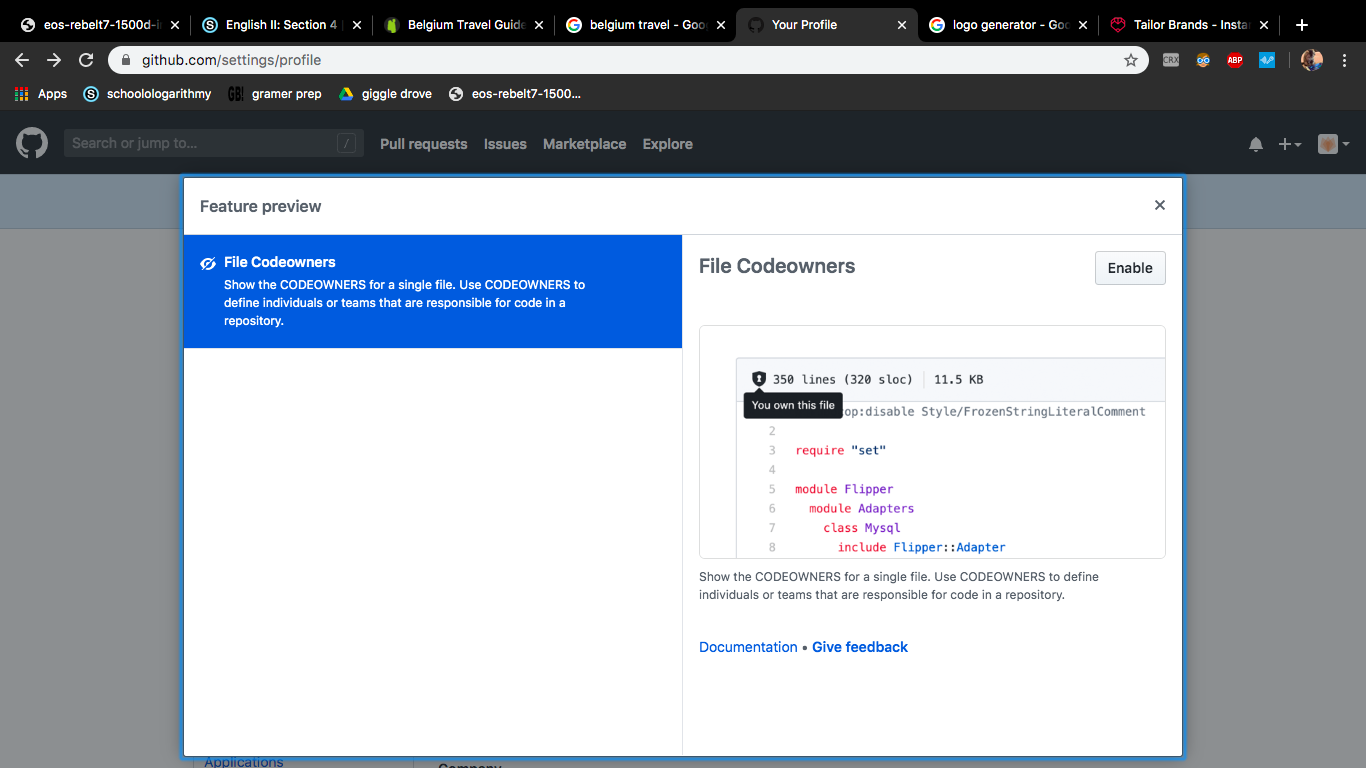 eos-rebelt7-1500d-i
English II: Section 4
Belgium Travel Guide
belgium travel - Goo
Your Profile
logo generator - Goo
Tailor Brands - Insta
github.com/settings/profile
CRX
ABP
Apps
schoolologarithmy
GB!
gramer prep
giggle drove
eos-rebelt7-1500...
Search or jump to...
/
Pull requests
Issues
Marketplace
Explore
Feature preview
File Codeowners
Show the CODEOWNERS for a single file. Use CODEOWNERS to
define individuals or teams that are responsible for code in a
repository.
File Codeowners
Enable
350 lines (320 sloc)
11.5 KB
You own this file
op:disable Style/FrozenStringLiteralComment
2
3 require "set"
4
5 module Flipper
6 module Adapters
7 class Mysql
8 include Flipper::Adapter
Show the CODEOWNERS for a single file. Use CODEOWNERS to define
individuals or teams that are responsible for code in a repository.
Documentation • Give feedback
Applications
Company